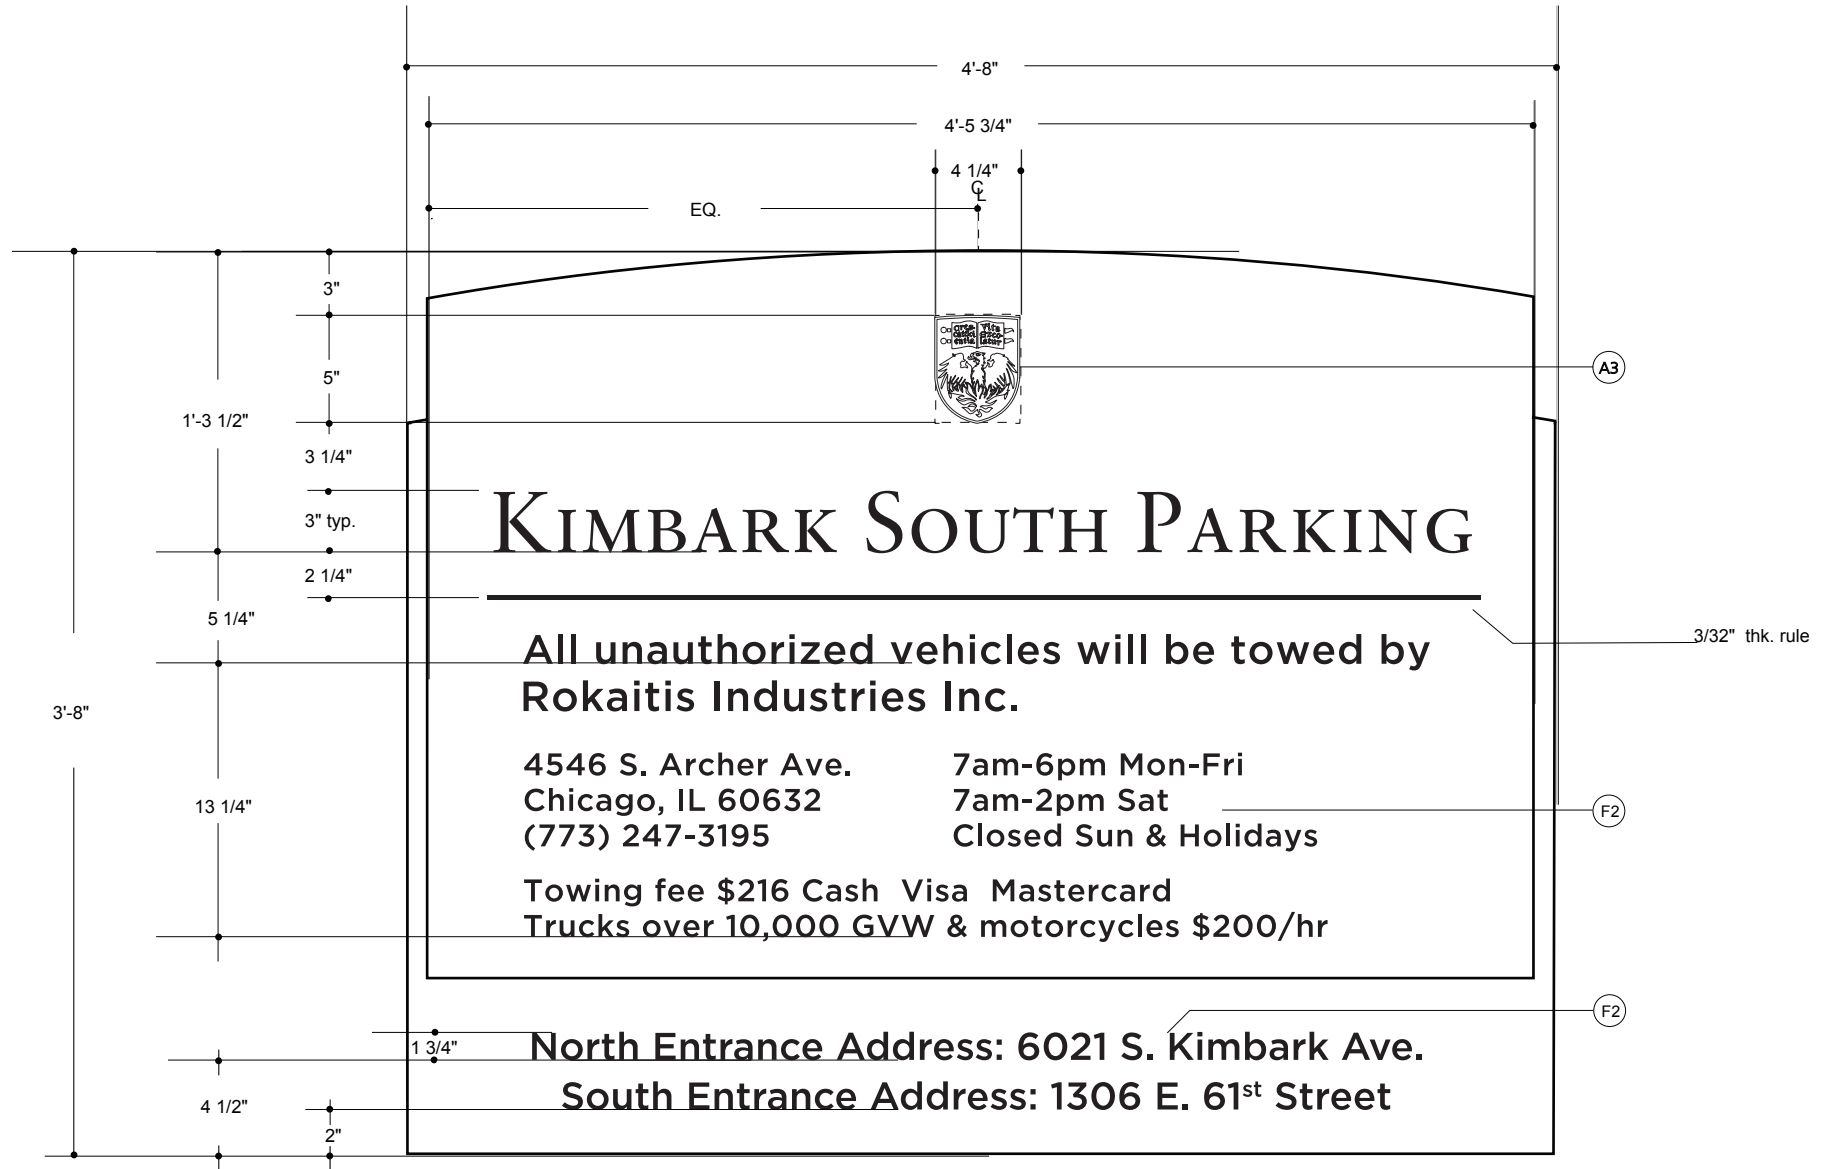 4'-8"
4'-5 3/4"
4 1/4"
CL
EQ.
3"
5"
A3
1'-3 1/2"
3 1/4"
3" typ.
KIMBARK SOUTH PARKING
2 1/4"
5 1/4"
3/32" thk. rule
All unauthorized vehicles will be towed by
Rokaitis Industries Inc.
3'-8"
4546 S. Archer Ave.
Chicago, IL 60632
(773) 247-3195
7am-6pm Mon-Fri
7am-2pm Sat
Closed Sun & Holidays
13 1/4"
F2
Towing fee $216 Cash Visa Mastercard
Trucks over 10,000 GVW & motorcycles $200/hr
F2
1 3/4"
North Entrance Address: 6021 S. Kimbark Ave.
South Entrance Address: 1306 E. 61st Street
4 1/2"
2"